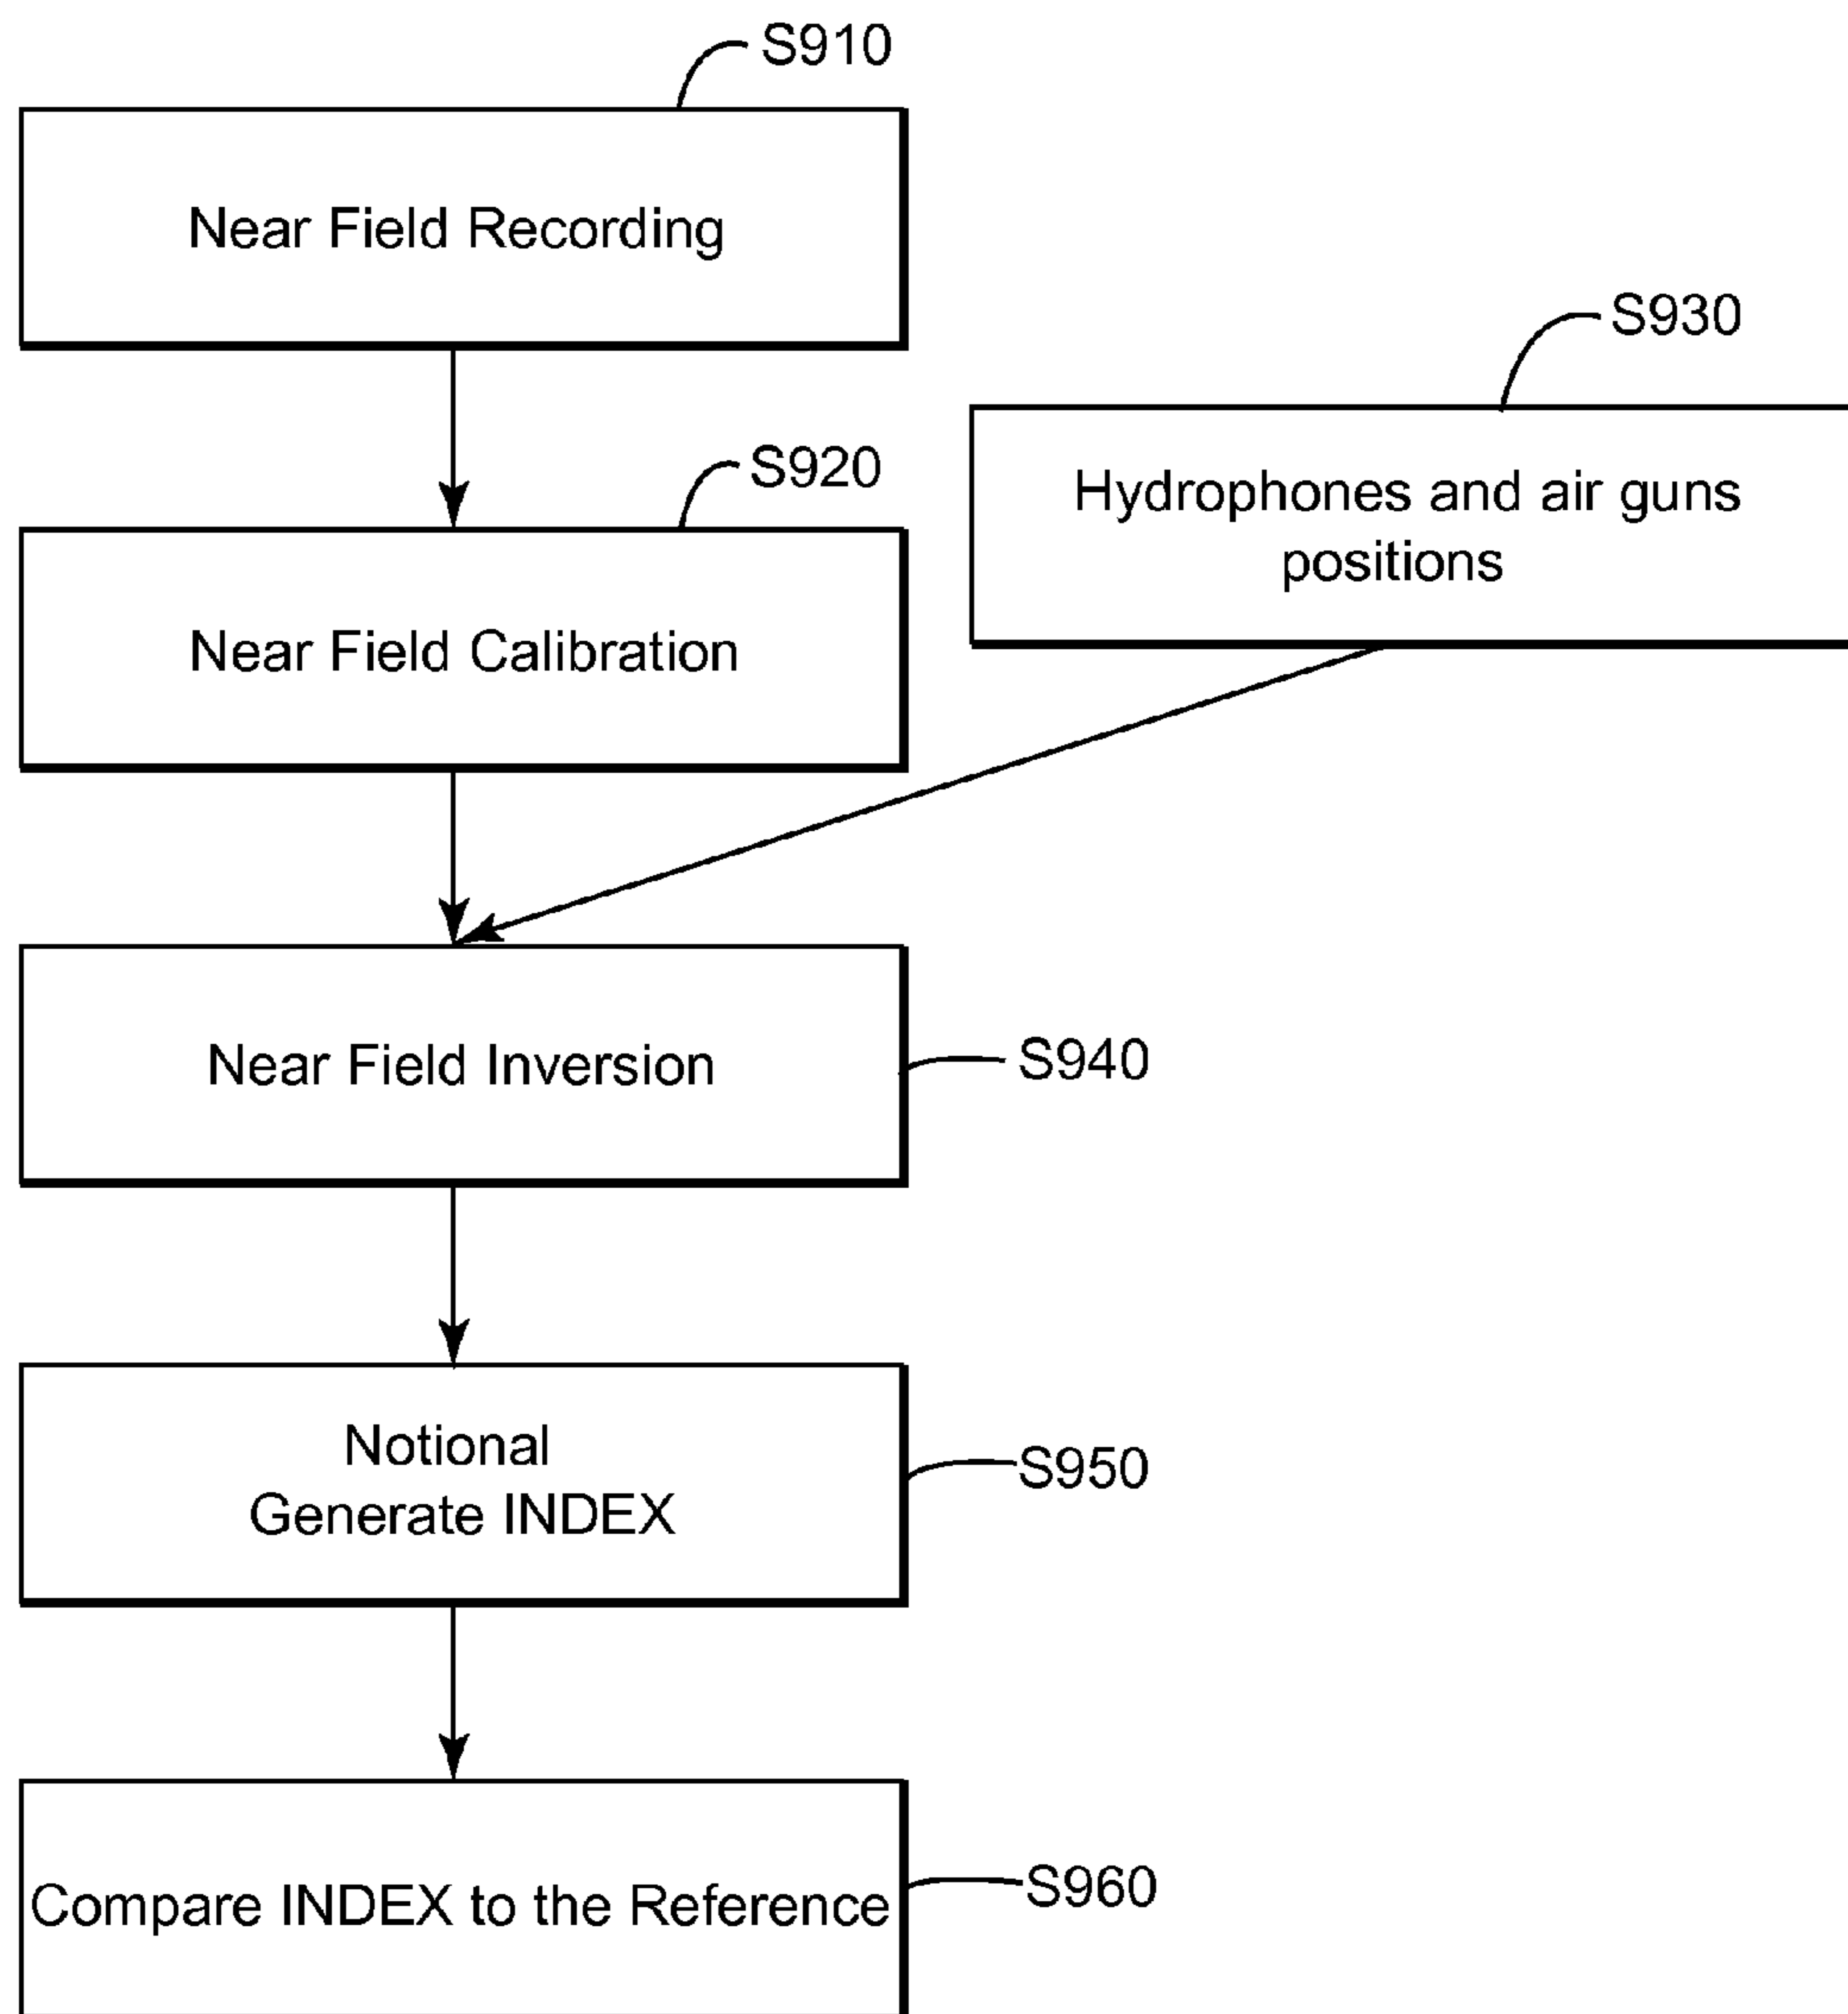 S910
Near Field Recording
S930
Hydrophones and air guns
positions
S920
Near Field Calibration
Near Field Inversion
S940
Notional
Generate INDEX
S950
Compare INDEX to the Reference
S960